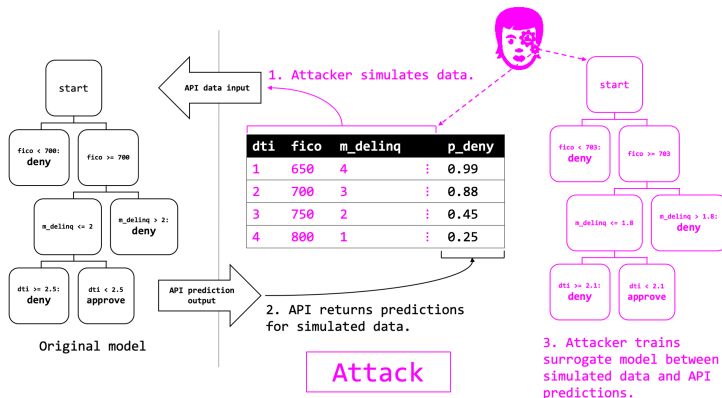 start
fico < 700:
deny
fico >= 700
m_delinq <= 2
m_delinq > 2:
deny
dti >= 2.5:
deny
dti < 2.5
approve
Original model
API data input
API prediction
output
1. Attacker simulates data.
dti fico m_delinq p_deny
1 650 4 ⋮ 0.99
2 700 3 ⋮ 0.88
3 750 2 ⋮ 0.45
4 800 1 ⋮ 0.25
2. API returns predictions
for simulated data.
Attack
start
fico < 703:
deny
fico >= 703
m_delinq <= 1.8
m_delinq > 1.8:
deny
dti >= 2.1:
deny
dti < 2.1
approve
3. Attacker trains
surrogate model between
simulated data and API
predictions.